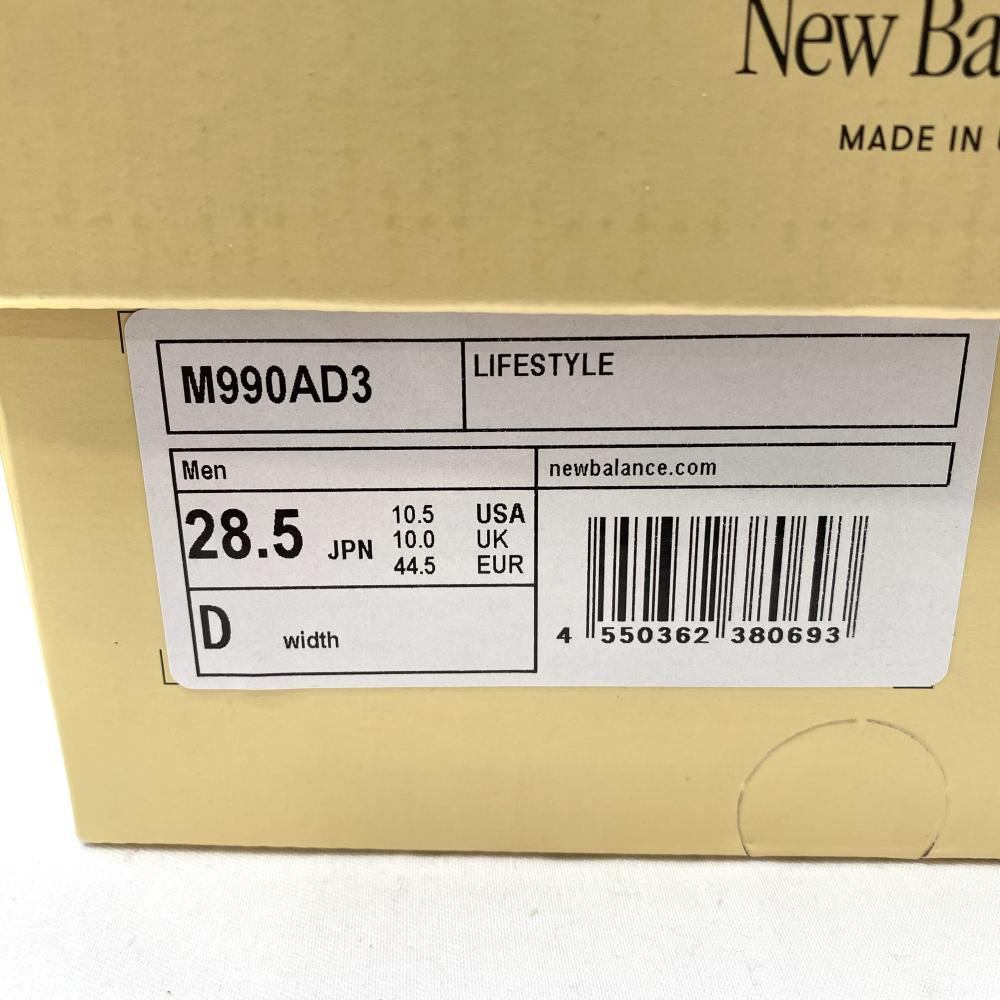 New Ba
MADE IN
M990AD3
LIFESTYLE
Men
newbalance.com
28.5 JPN
10.5 USA
10.0 UK
44.5 EUR
D width
4 550362 380693